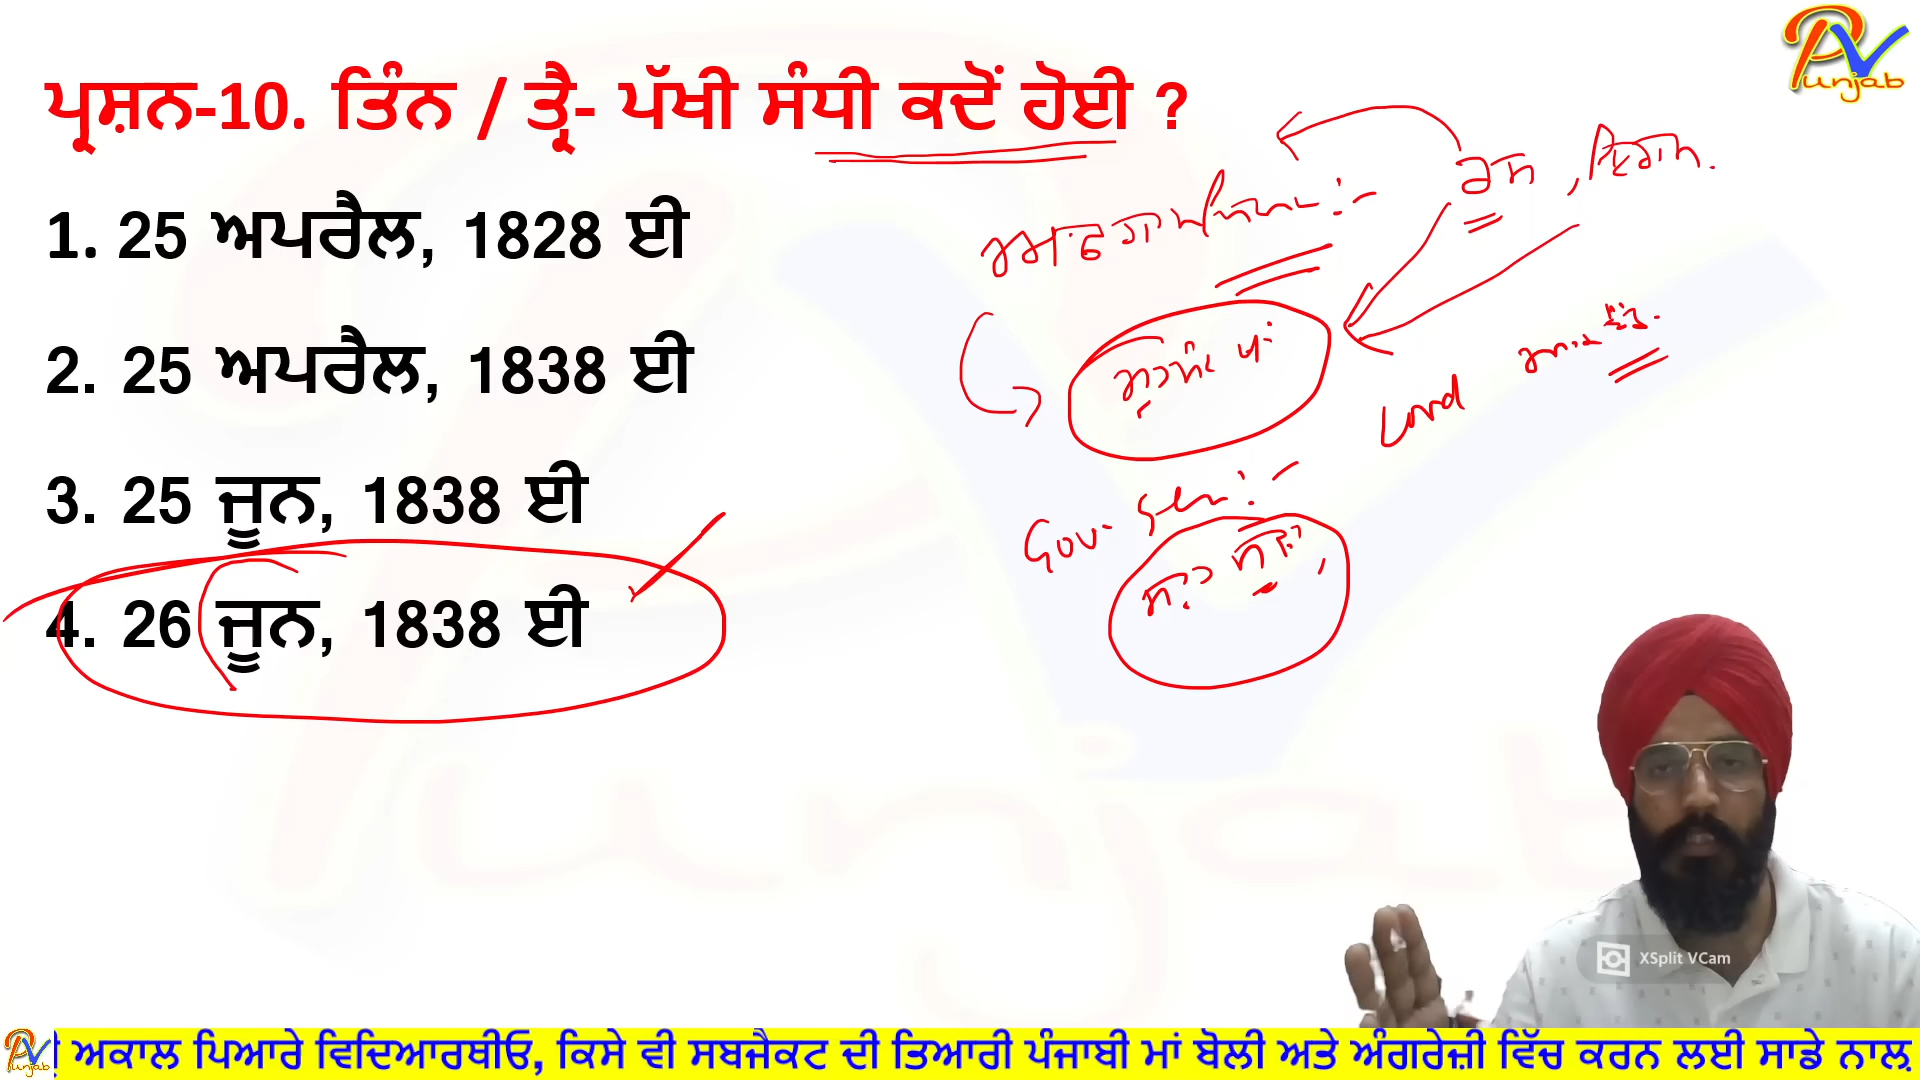 ਪ੍ਰਸ਼ਨ-10. ਤਿੰਨ / ਤ੍ਰੈ- ਪੱਖੀ ਸੰਧੀ ਕਦੋਂ ਹੋਈ ?
1. 25 ਅਪਰੈਲ, 1828 ਈ
2. 25 ਅਪਰੈਲ, 1838 ਈ
3. 25 ਜੂਨ, 1838 ਈ
4. 26 ਜੂਨ, 1838 ਈ
ਰੂਸ
Lord
Gov. Gen :-
PV Punjab
XSplit VCam
ਅਕਾਲ ਪਿਆਰੇ ਵਿਦਿਆਰਥੀਓ, ਕਿਸੇ ਵੀ ਸਬਜੈਕਟ ਦੀ ਤਿਆਰੀ ਪੰਜਾਬੀ ਮਾਂ ਬੋਲੀ ਅਤੇ ਅੰਗਰੇਜ਼ੀ ਵਿੱਚ ਕਰਨ ਲਈ ਸਾਡੇ ਨਾਲ